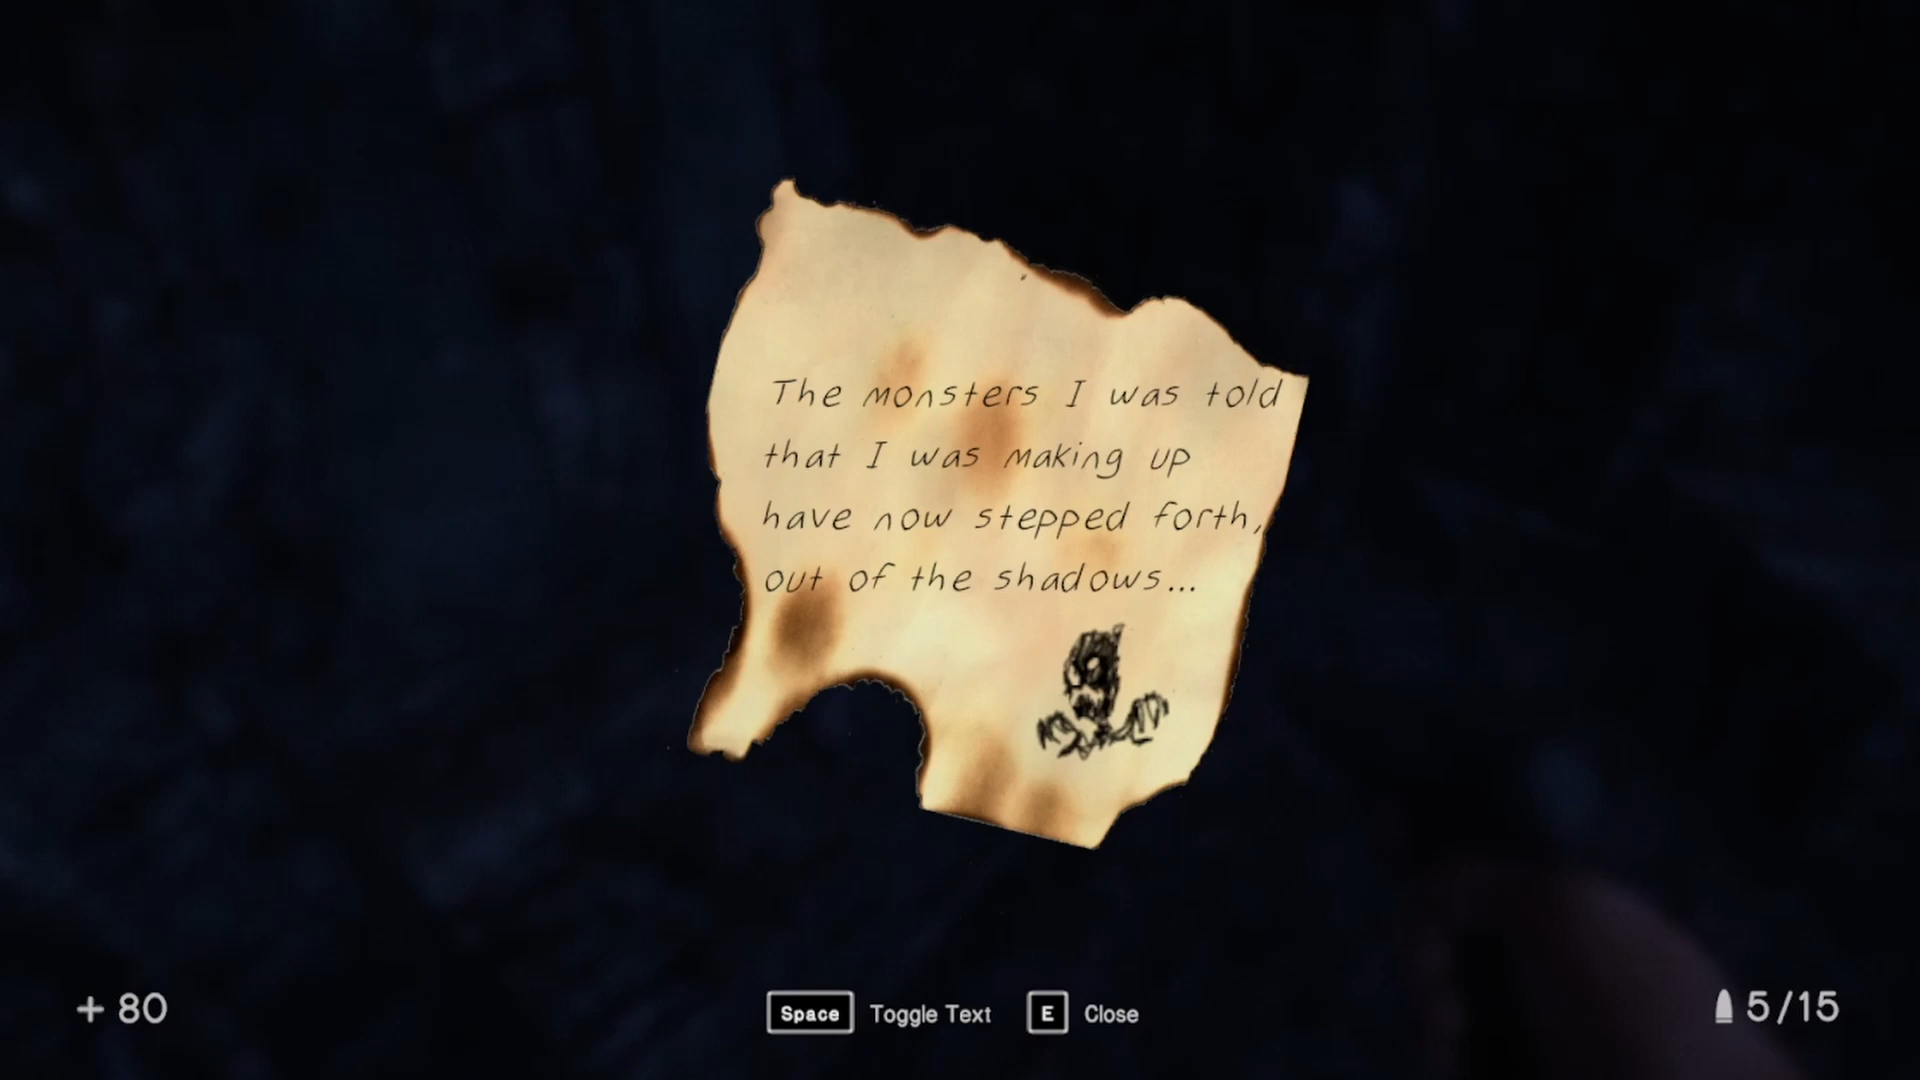 The monsters I was told
that I was making up
have now stepped forth,
out of the shadows...
+ 80
Space Toggle Text E Close
5/15